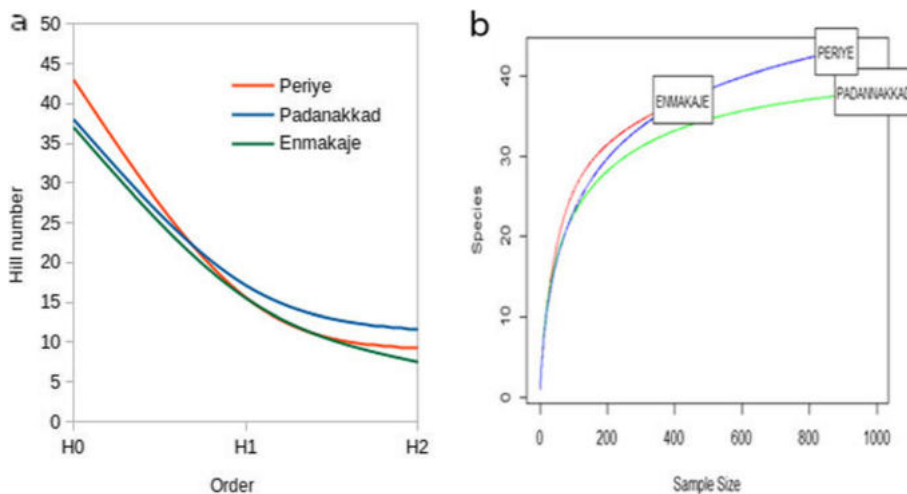 a
50
45
40
35
30
25
20
15
10
5
0
Hill number
Periye
Padanakkad
Enmakaje
H0 H1 H2
Order
b
40
30
20
10
0
Species
PERIYE
ENMAKAJE
PADANNAKKAD
0 200 400 600 800 1000
Sample Size